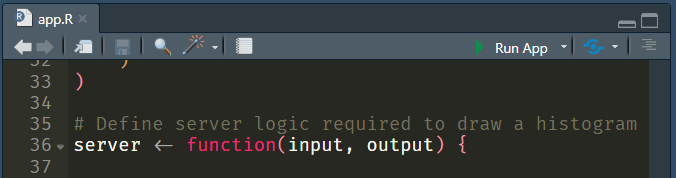 app.R
Run App
32 )
33 )
34
35 # Define server logic required to draw a histogram
36 server <- function(input, output) {
37